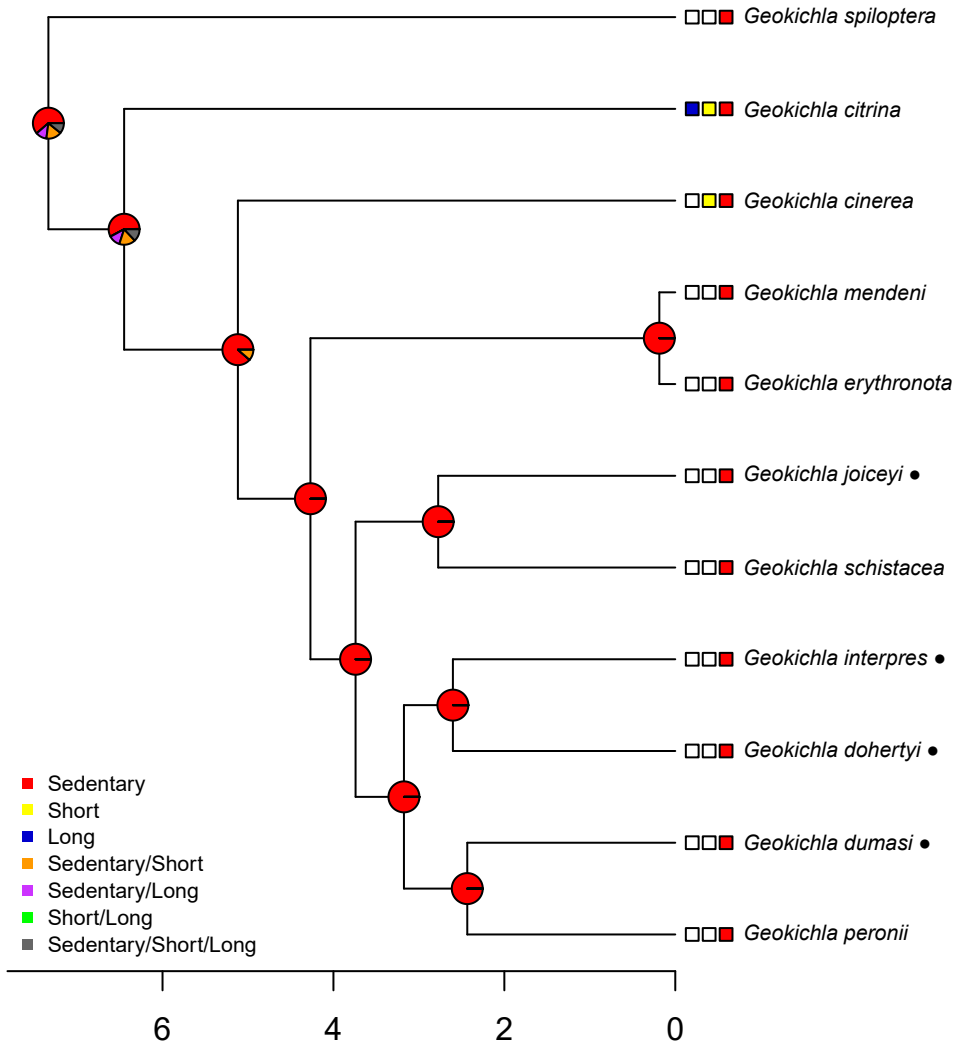 Geokichla spiloptera
Geokichla citrina
Geokichla cinerea
Geokichla mendeni
Geokichla erythronota
Geokichla joiceyi ●
Geokichla schistacea
Geokichla interpres ●
Geokichla dohertyi ●
Geokichla dumasi ●
Geokichla peronii
Sedentary
Short
Long
Sedentary/Short
Sedentary/Long
Short/Long
Sedentary/Short/Long
6 4 2 0